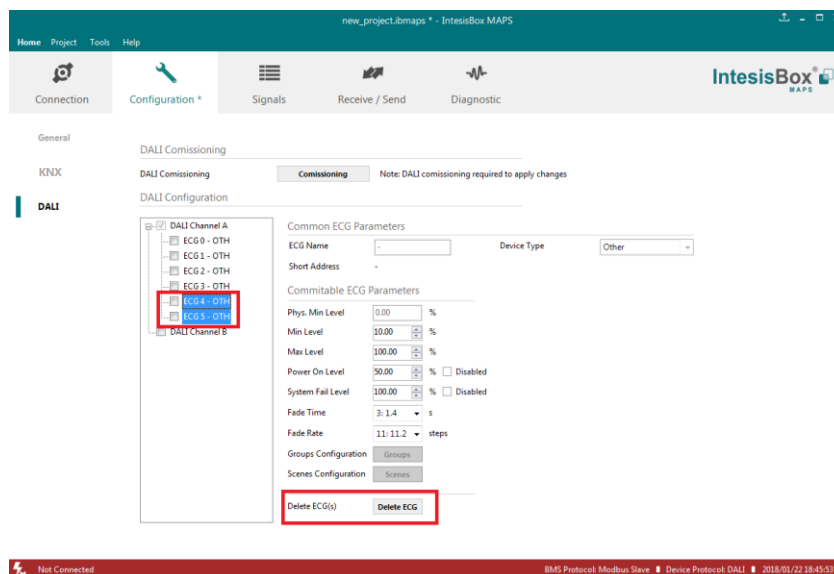 new_project.ibmaps * - IntesisBox MAPS
Home Project Tools Help
Connection Configuration * Signals Receive / Send Diagnostic
IntesisBox® MAPS
General
KNX
DALI
DALI Comissioning
DALI Comissioning Comissioning Note: DALI comissioning required to apply changes
DALI Configuration
DALI Channel A
ECG 0 - OTH
ECG 1 - OTH
ECG 2 - OTH
ECG 3 - OTH
ECG 4 - OTH
ECG 5 - OTH
DALI Channel B
Common ECG Parameters
ECG Name - Device Type Other
Short Address -
Commitable ECG Parameters
Phys. Min Level 0.00 %
Min Level 10.00 %
Max Level 100.00 %
Power On Level 50.00 % Disabled
System Fail Level 100.00 % Disabled
Fade Time 3: 1.4 s
Fade Rate 11: 11.2 steps
Groups Configuration Groups
Scenes Configuration Scenes
Delete ECG(s) Delete ECG
Not Connected BMS Protocol: Modbus Slave Device Protocol: DALI 2018/01/22 18:45:53